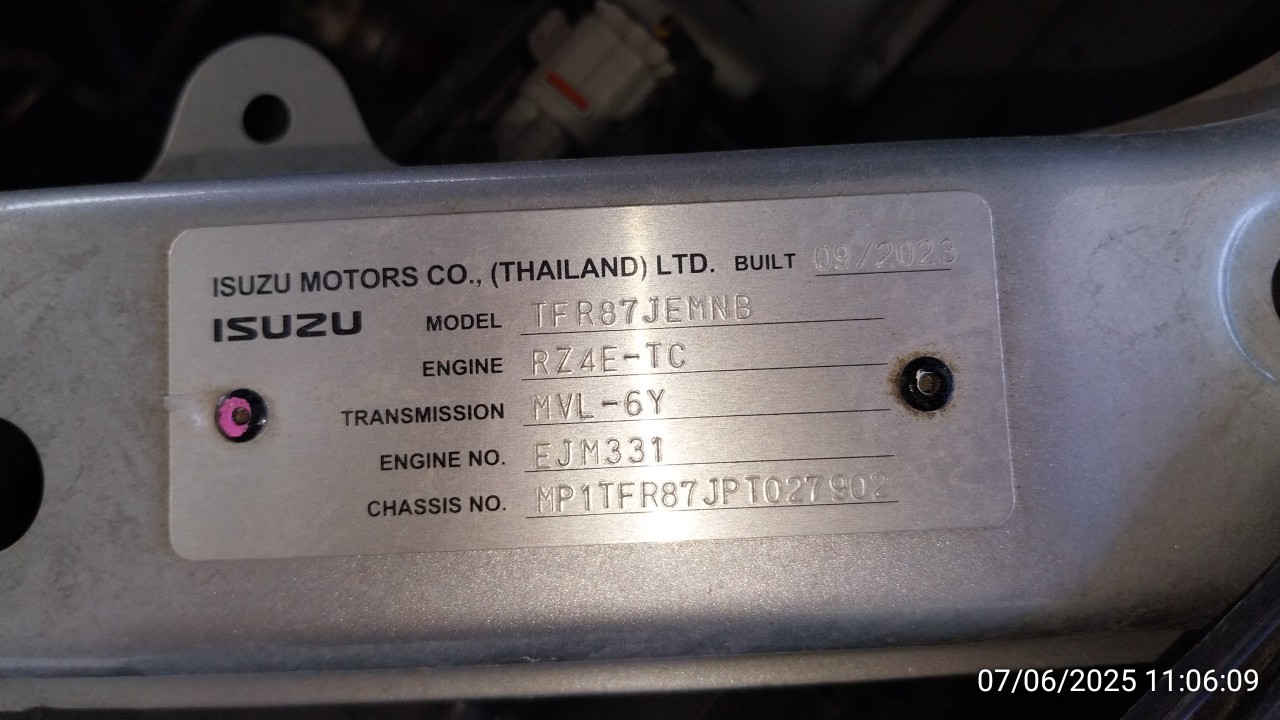 ISUZU MOTORS CO., (THAILAND) LTD. BUILT 09/2023
ISUZU MODEL TFR87JEMNB
ENGINE RZ4E-TC
TRANSMISSION MVL-6Y
ENGINE NO. EJM331
CHASSIS NO. MP1TFR87JPT027902
07/06/2025 11:06:09